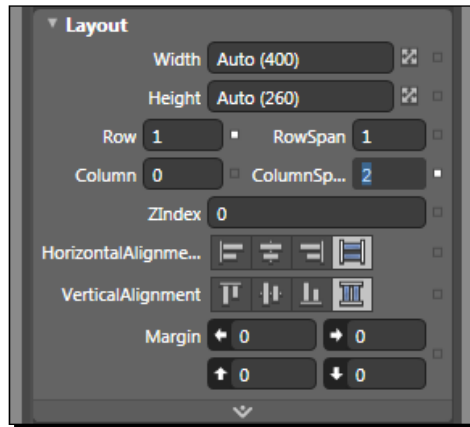 Layout
Width Auto (400)
Height Auto (260)
Row 1 RowSpan 1
Column 0 ColumnSp... 2
ZIndex 0
HorizontalAlignme...
VerticalAlignment
Margin 0 0
0 0